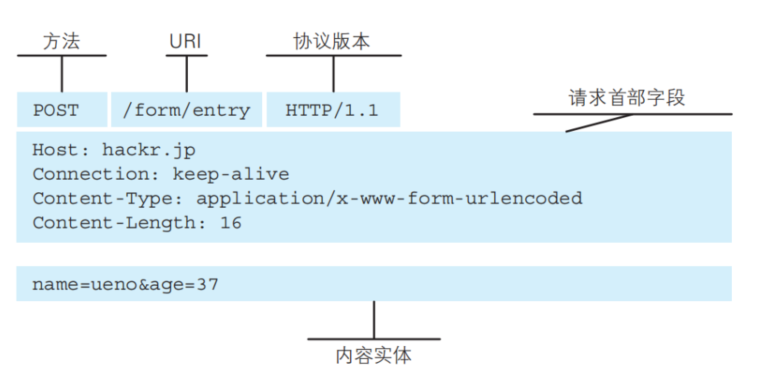 方法 URI 协议版本
请求首部字段
POST /form/entry HTTP/1.1
Host: hackr.jp
Connection: keep-alive
Content-Type: application/x-www-form-urlencoded
Content-Length: 16
name=ueno&age=37
内容实体